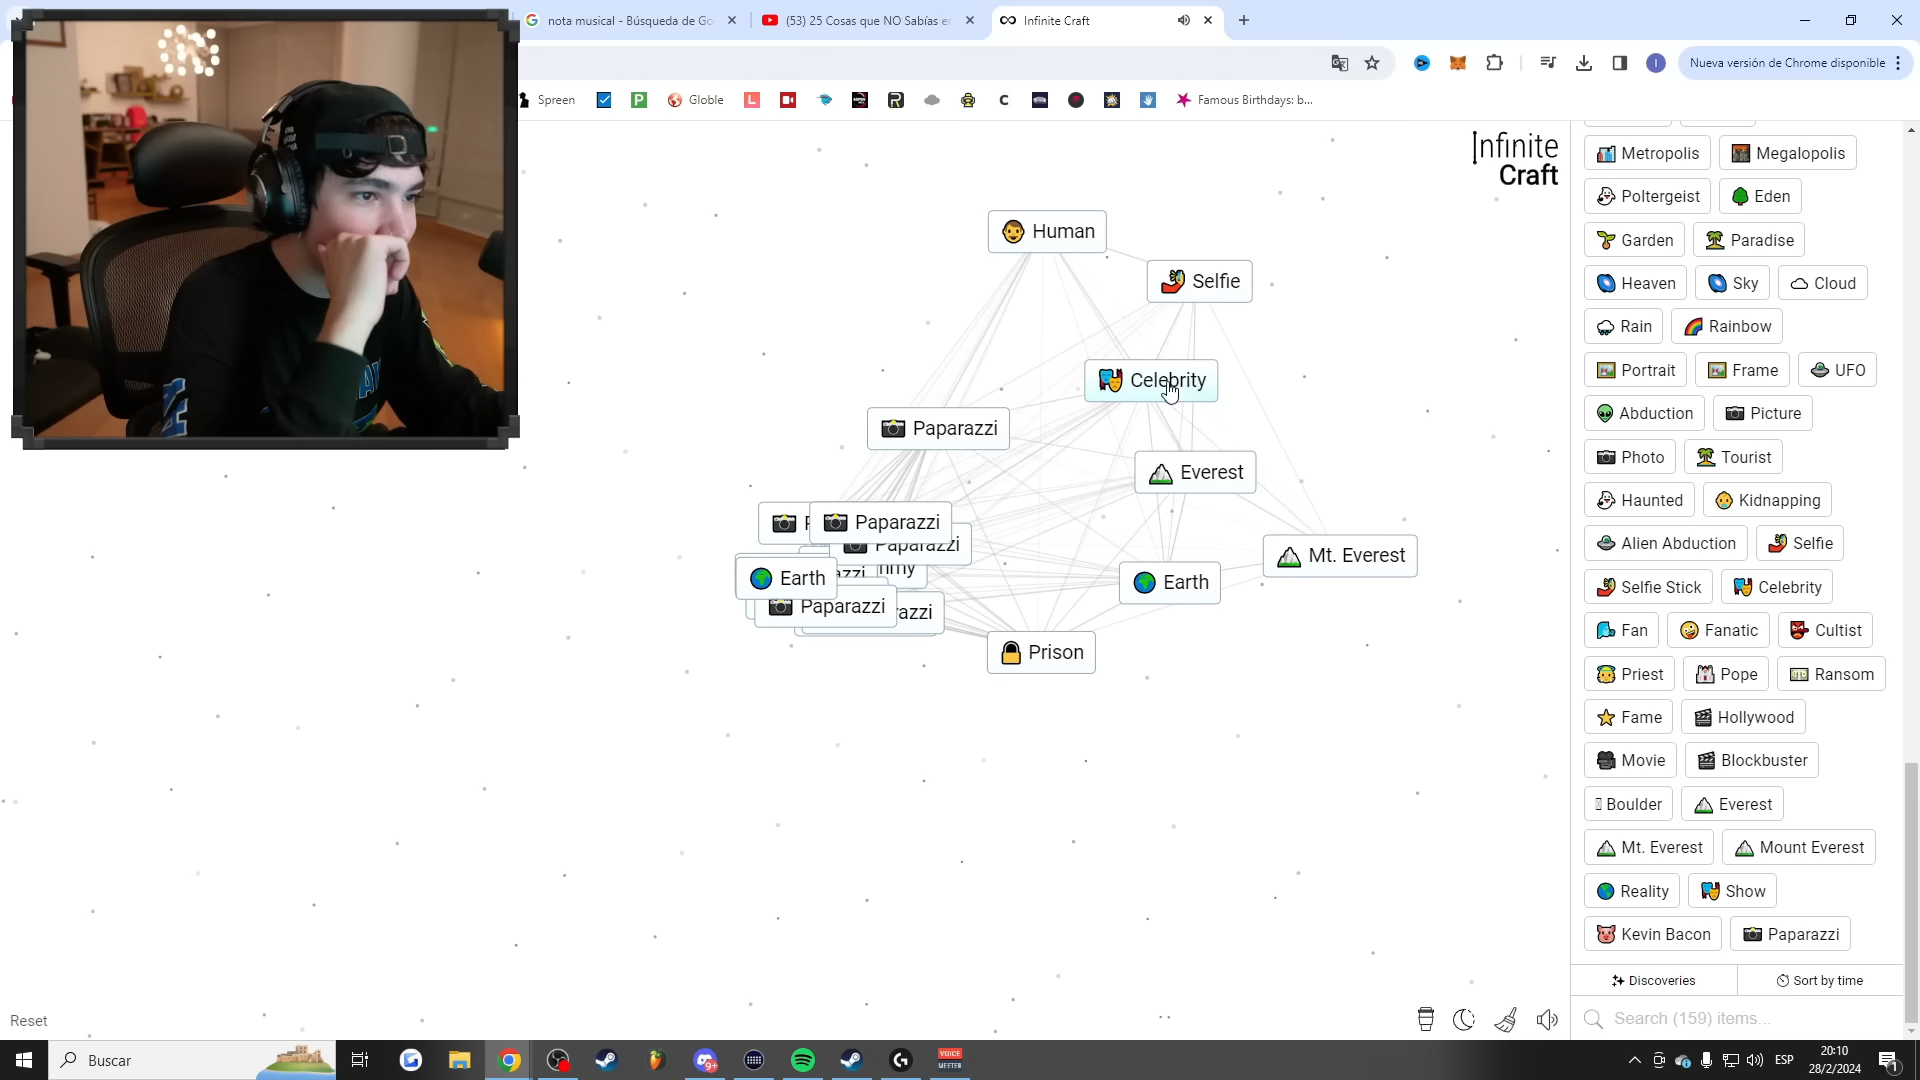 nota musical - Búsqueda de Go
(53) 25 Cosas que NO Sabías e
Infinite Craft
Nueva versión de Chrome disponible
Spreen
Globle
Famous Birthdays: b...
Infinite
Craft
Human
Selfie
Celebrity
Paparazzi
Everest
Paparazzi
Paparazzi
Mt. Everest
Earth
Earth
Paparazzi
razzi
Prison
Metropolis
Megalopolis
Poltergeist
Eden
Garden
Paradise
Heaven
Sky
Cloud
Rain
Rainbow
Portrait
Frame
UFO
Abduction
Picture
Photo
Tourist
Haunted
Kidnapping
Alien Abduction
Selfie
Selfie Stick
Celebrity
Fan
Fanatic
Cultist
Priest
Pope
Ransom
Fame
Hollywood
Movie
Blockbuster
Boulder
Everest
Mt. Everest
Mount Everest
Reality
Show
Kevin Bacon
Paparazzi
Discoveries
Sort by time
Search (159) items...
Reset
Buscar
VOICE
MEETER
ESP
20:10
28/2/2024